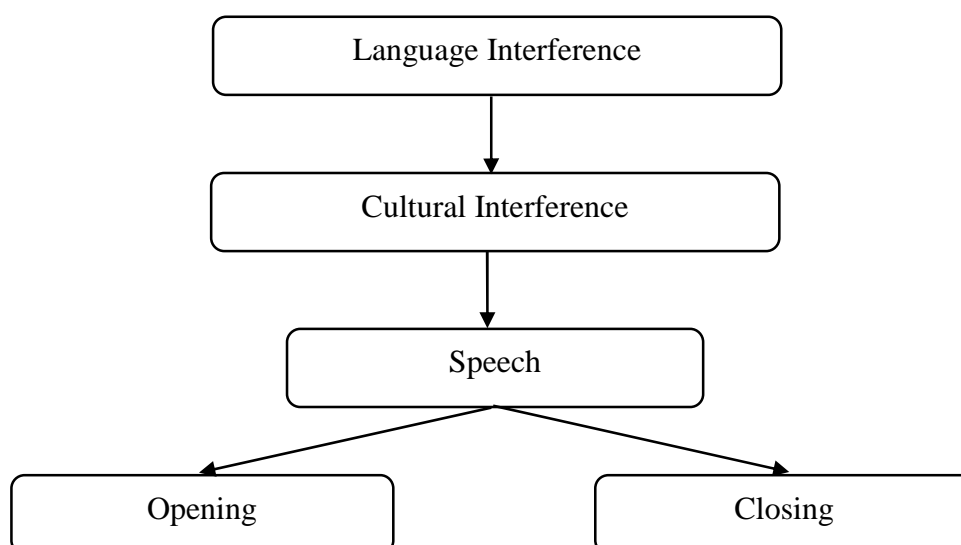 Language Interference
Cultural Interference
Speech
Opening
Closing